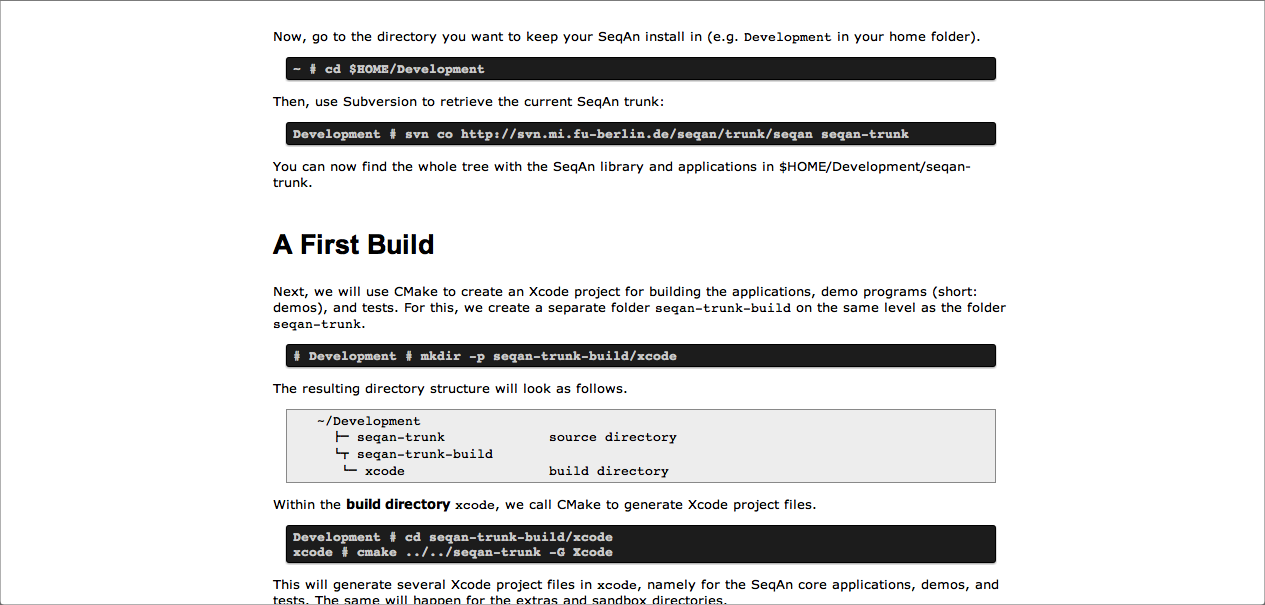 Now, go to the directory you want to keep your SeqAn install in (e.g. Development in your home folder).
~ # cd $HOME/Development
Then, use Subversion to retrieve the current SeqAn trunk:
Development # svn co http://svn.mi.fu-berlin.de/seqan/trunk/seqan seqan-trunk
You can now find the whole tree with the SeqAn library and applications in $HOME/Development/seqan-
trunk.
A First Build
Next, we will use CMake to create an Xcode project for building the applications, demo programs (short:
demos), and tests. For this, we create a separate folder seqan-trunk-build on the same level as the folder
seqan-trunk.
# Development # mkdir -p seqan-trunk-build/xcode
The resulting directory structure will look as follows.
~/Development
├─ seqan-trunk source directory
└┬ seqan-trunk-build
└─ xcode build directory
Within the build directory xcode, we call CMake to generate Xcode project files.
Development # cd seqan-trunk-build/xcode
xcode # cmake ../../seqan-trunk -G Xcode
This will generate several Xcode project files in xcode, namely for the SeqAn core applications, demos, and
tests. The same will happen for the extras and sandbox directories.